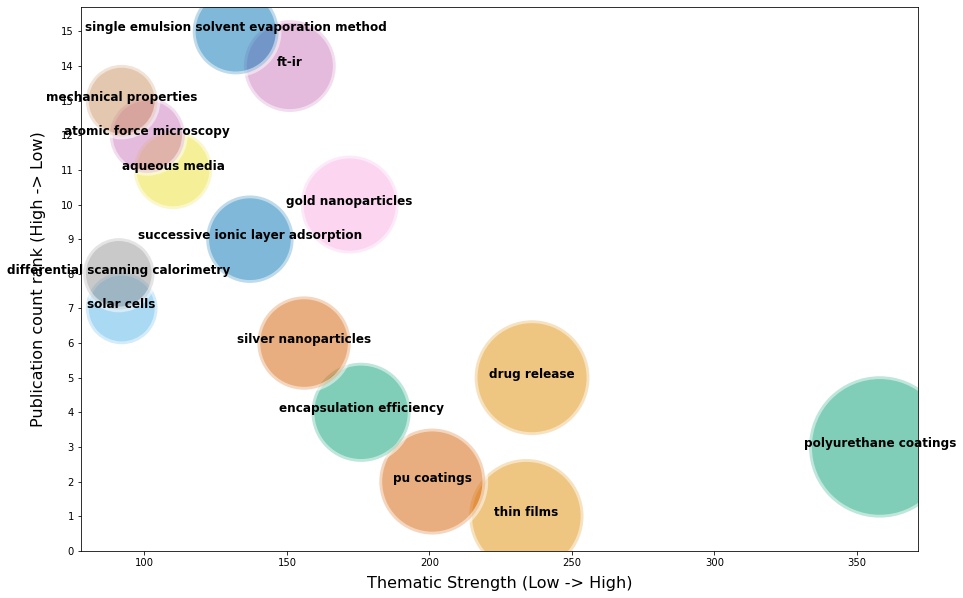 15
single emulsion solvent evaporation method
14
ft-ir
13
mechanical properties
12
atomic force microscopy
11
aqueous media
10
gold nanoparticles
9
successive ionic layer adsorption
8
differential scanning calorimetry
7
solar cells
6
silver nanoparticles
5
drug release
4
encapsulation efficiency
3
polyurethane coatings
2
pu coatings
1
thin films
0
Publication count rank (High -> Low)
100 150 200 250 300 350
Thematic Strength (Low -> High)